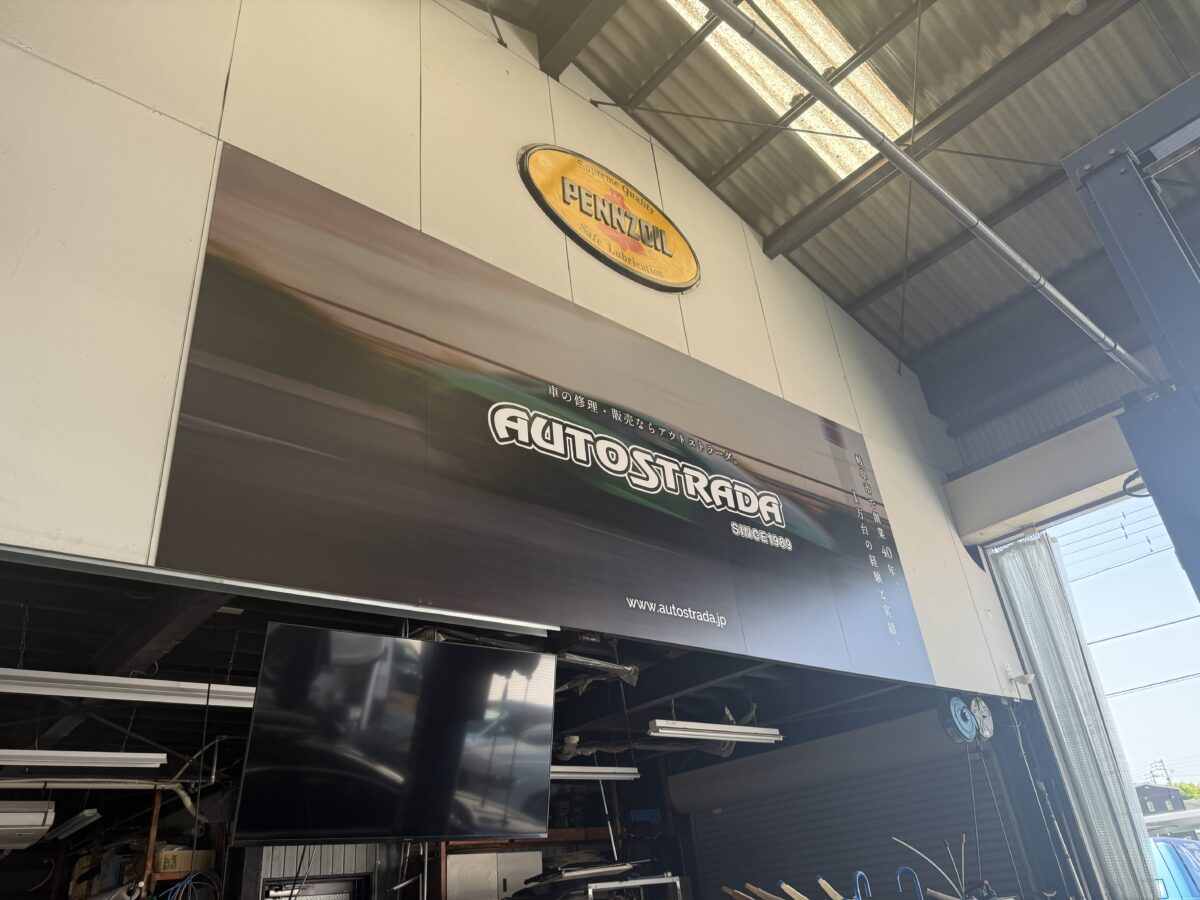 Supreme Quality
PENNZOIL
Safe Lubrication
車の修理・販売ならアウトストラーダ。
AUTOSTRADA
SINCE1989
www.autostrada.jp
で創業40年。
1万台の経験と実績。